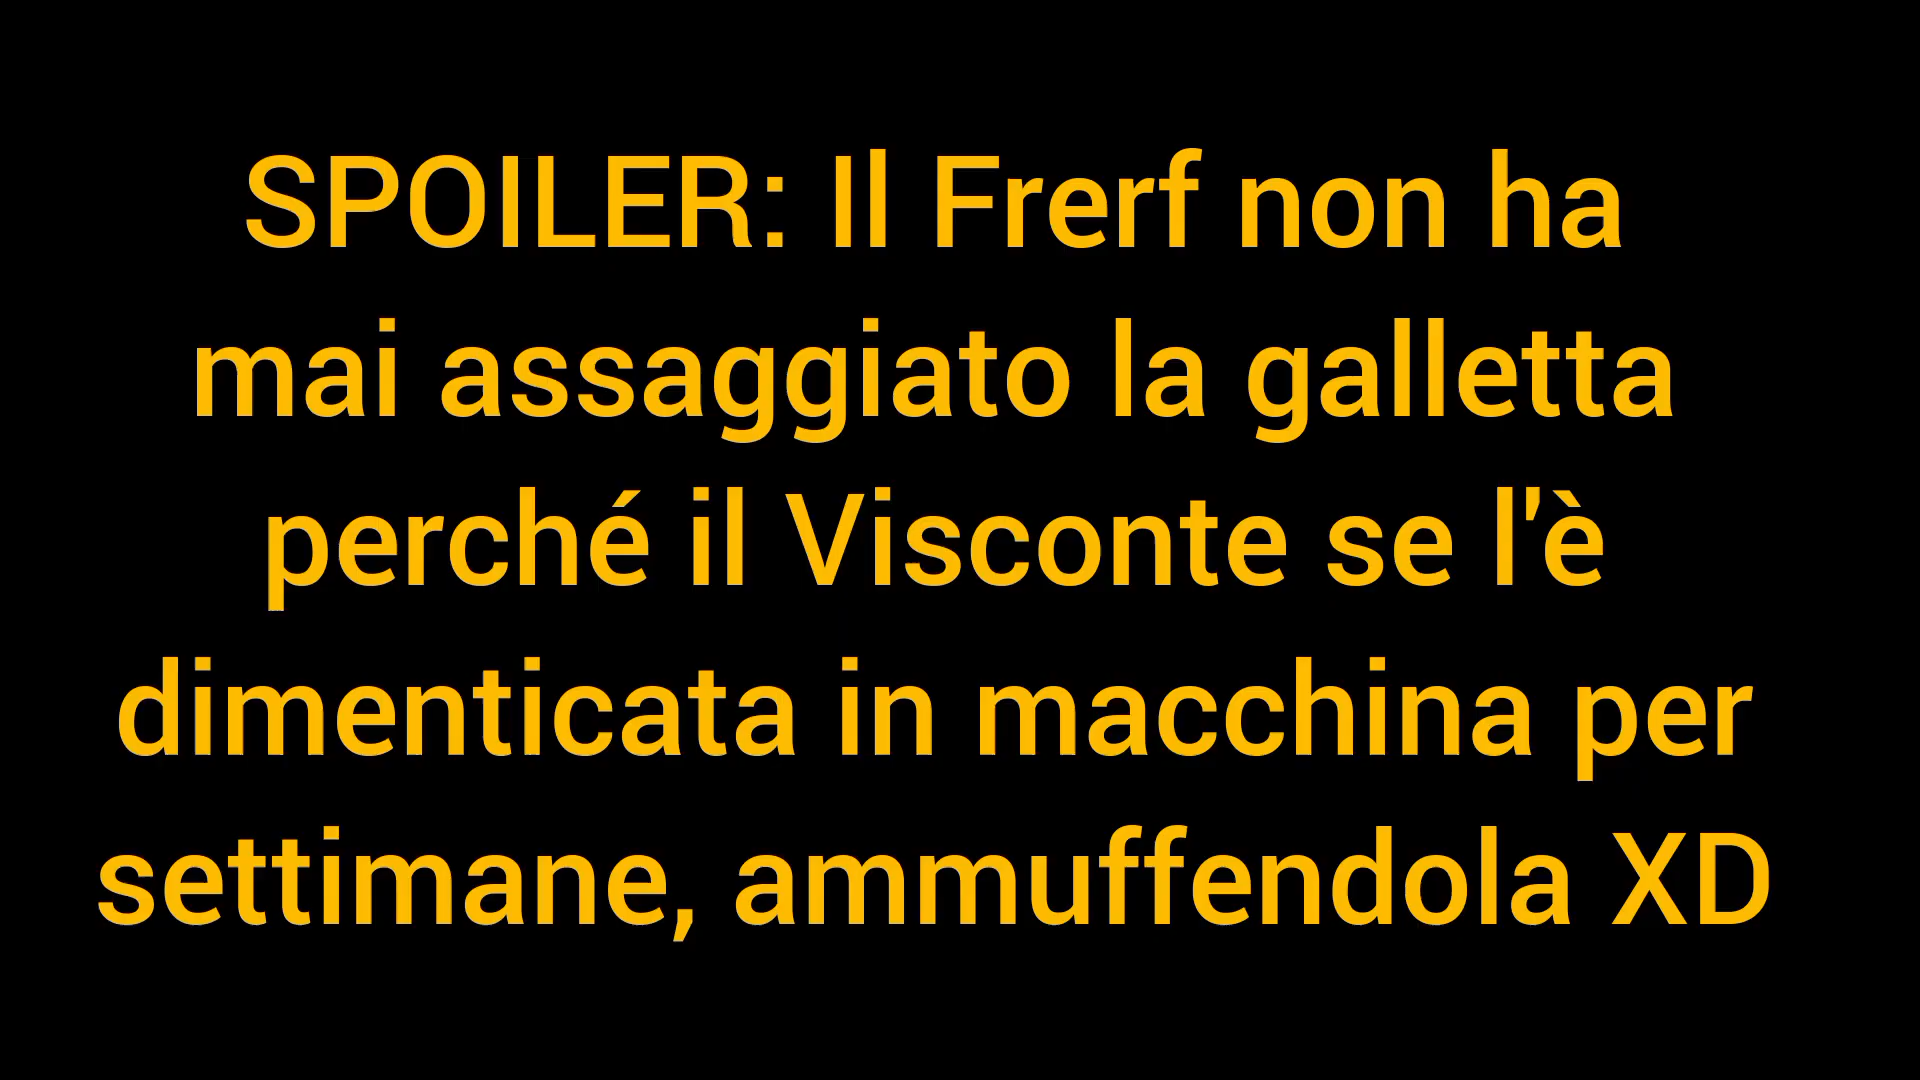 SPOILER: Il Frerf non ha
mai assaggiato la galletta
perché il Visconte se l'è
dimenticata in macchina per
settimane, ammuffendola XD